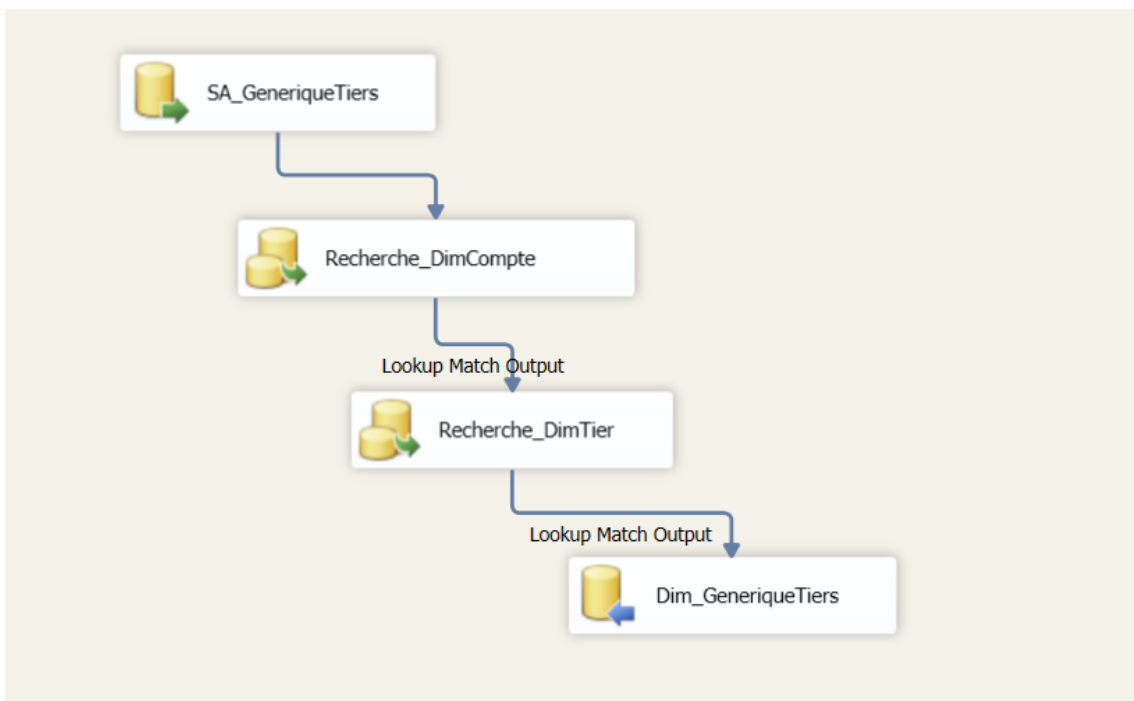 SA_GeneriqueTiers
Recherche_DimCompte
Lookup Match Output
Recherche_DimTier
Lookup Match Output
Dim_GeneriqueTiers